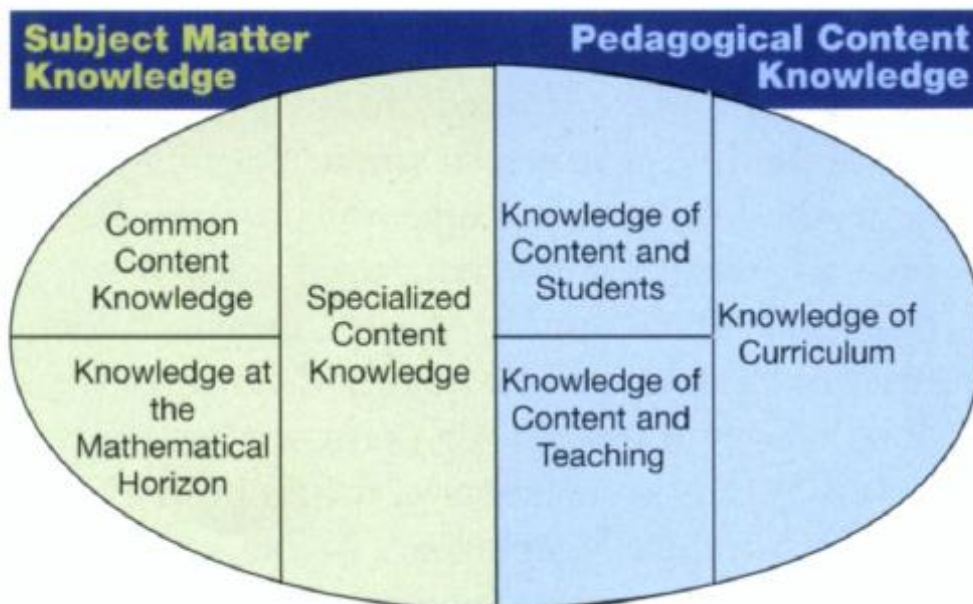 Subject Matter
Knowledge
Pedagogical Content
Knowledge
Common
Content
Knowledge
Knowledge at
the
Mathematical
Horizon
Specialized
Content
Knowledge
Knowledge of
Content and
Students
Knowledge of
Content and
Teaching
Knowledge of
Curriculum